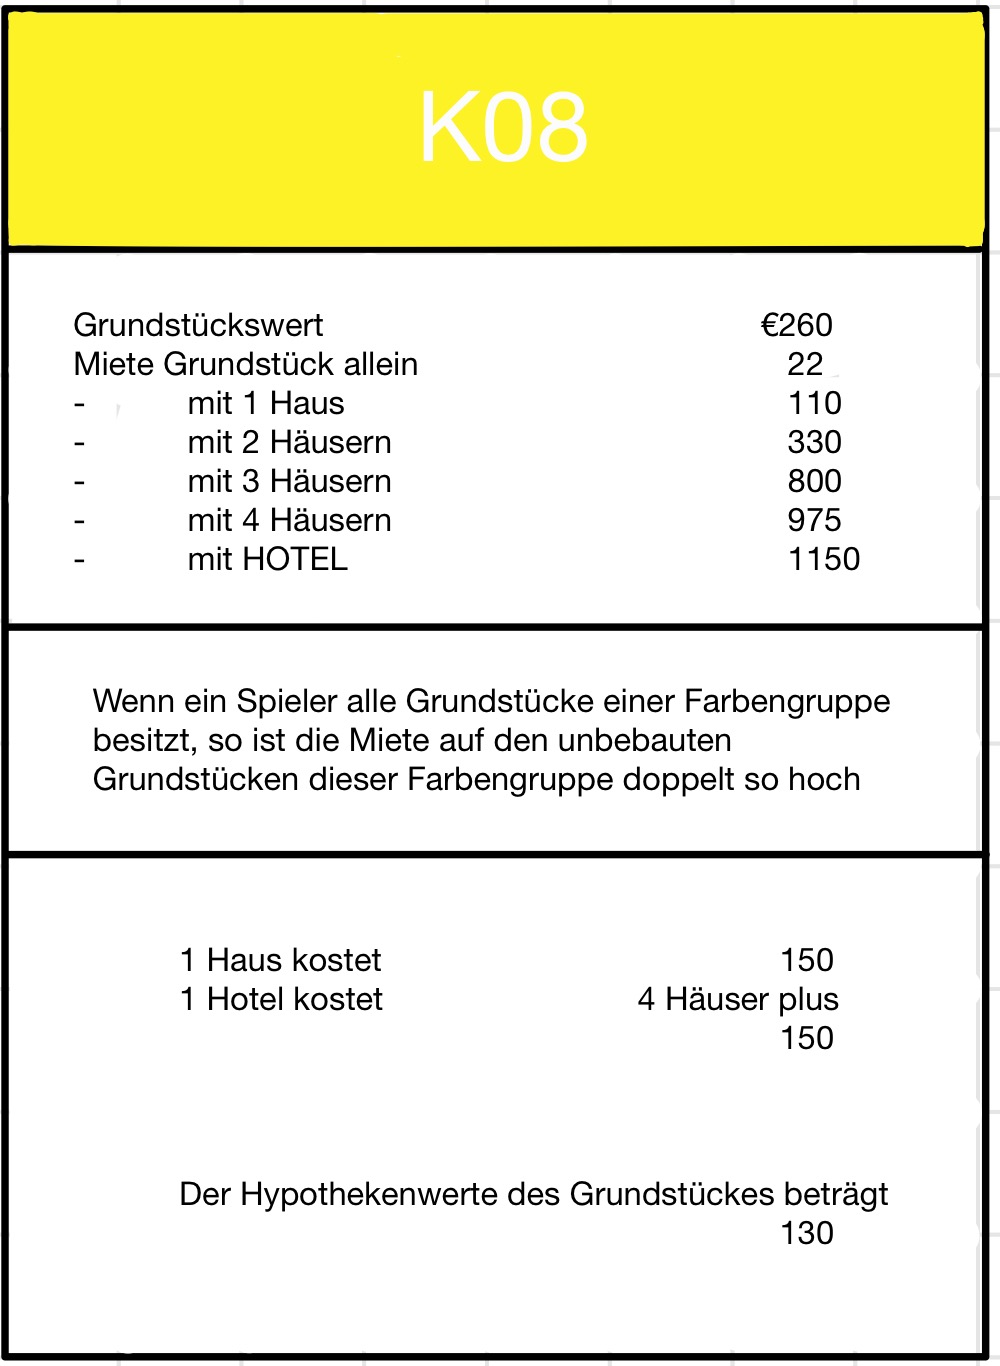 K08
Grundstückswert €260
Miete Grundstück allein 22
- mit 1 Haus 110
- mit 2 Häusern 330
- mit 3 Häusern 800
- mit 4 Häusern 975
- mit HOTEL 1150
Wenn ein Spieler alle Grundstücke einer Farbengruppe
besitzt, so ist die Miete auf den unbebauten
Grundstücken dieser Farbengruppe doppelt so hoch
1 Haus kostet 150
1 Hotel kostet 4 Häuser plus
150
Der Hypothekenwerte des Grundstückes beträgt
130